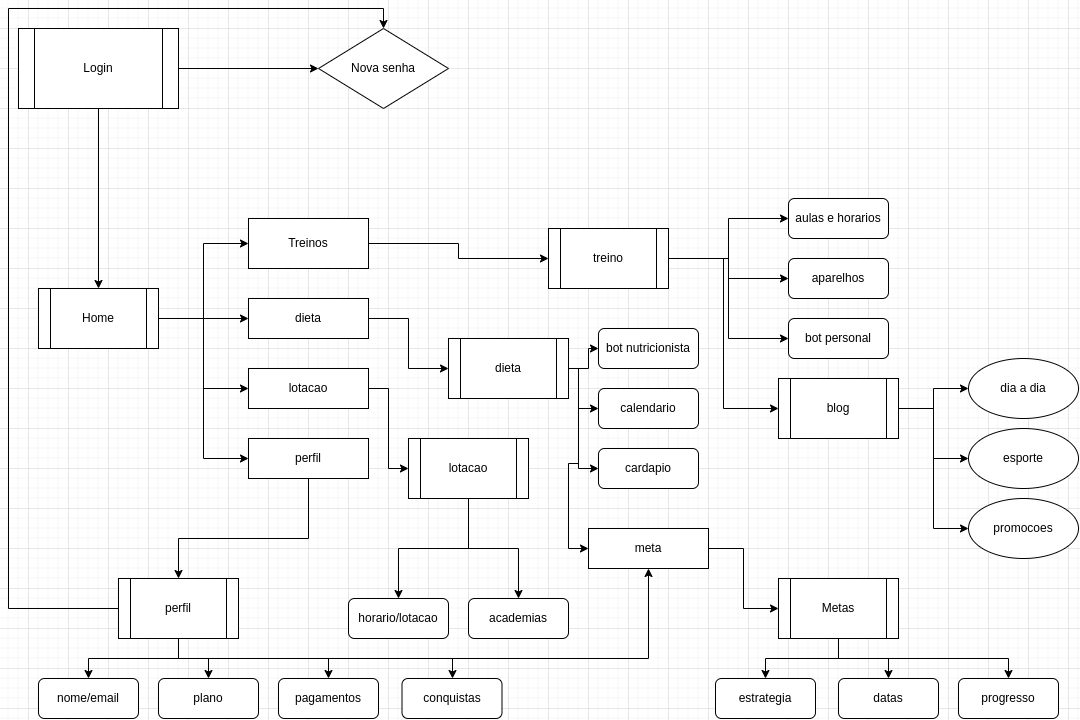 Login
Nova senha
aulas e horarios
Treinos
treino
aparelhos
Home
dieta
bot personal
bot nutricionista
dieta
lotacao
calendario
blog
dia a dia
perfil
lotacao
cardapio
esporte
promocoes
meta
perfil
horario/lotacao
academias
Metas
nome/email
plano
pagamentos
conquistas
estrategia
datas
progresso